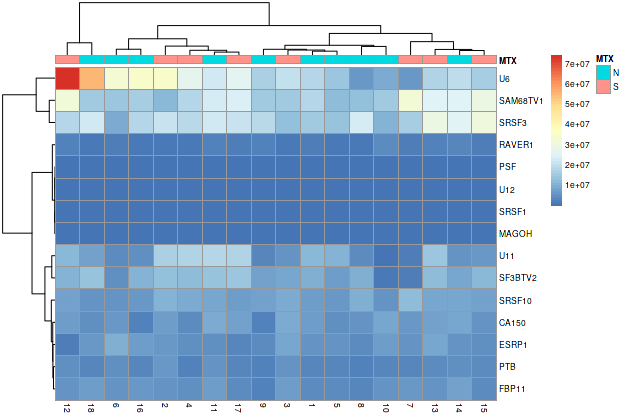 MTX
U6
SAM68TV1
SRSF3
RAVER1
PSF
U12
SRSF1
MAGOH
U11
SF3BTV2
SRSF10
CA150
ESRP1
PTB
FBP11
12 18 6 16 2 4 11 17 9 3 1 5 8 10 7 13 14 15
7e+07
6e+07
5e+07
4e+07
3e+07
2e+07
1e+07
MTX
N
S